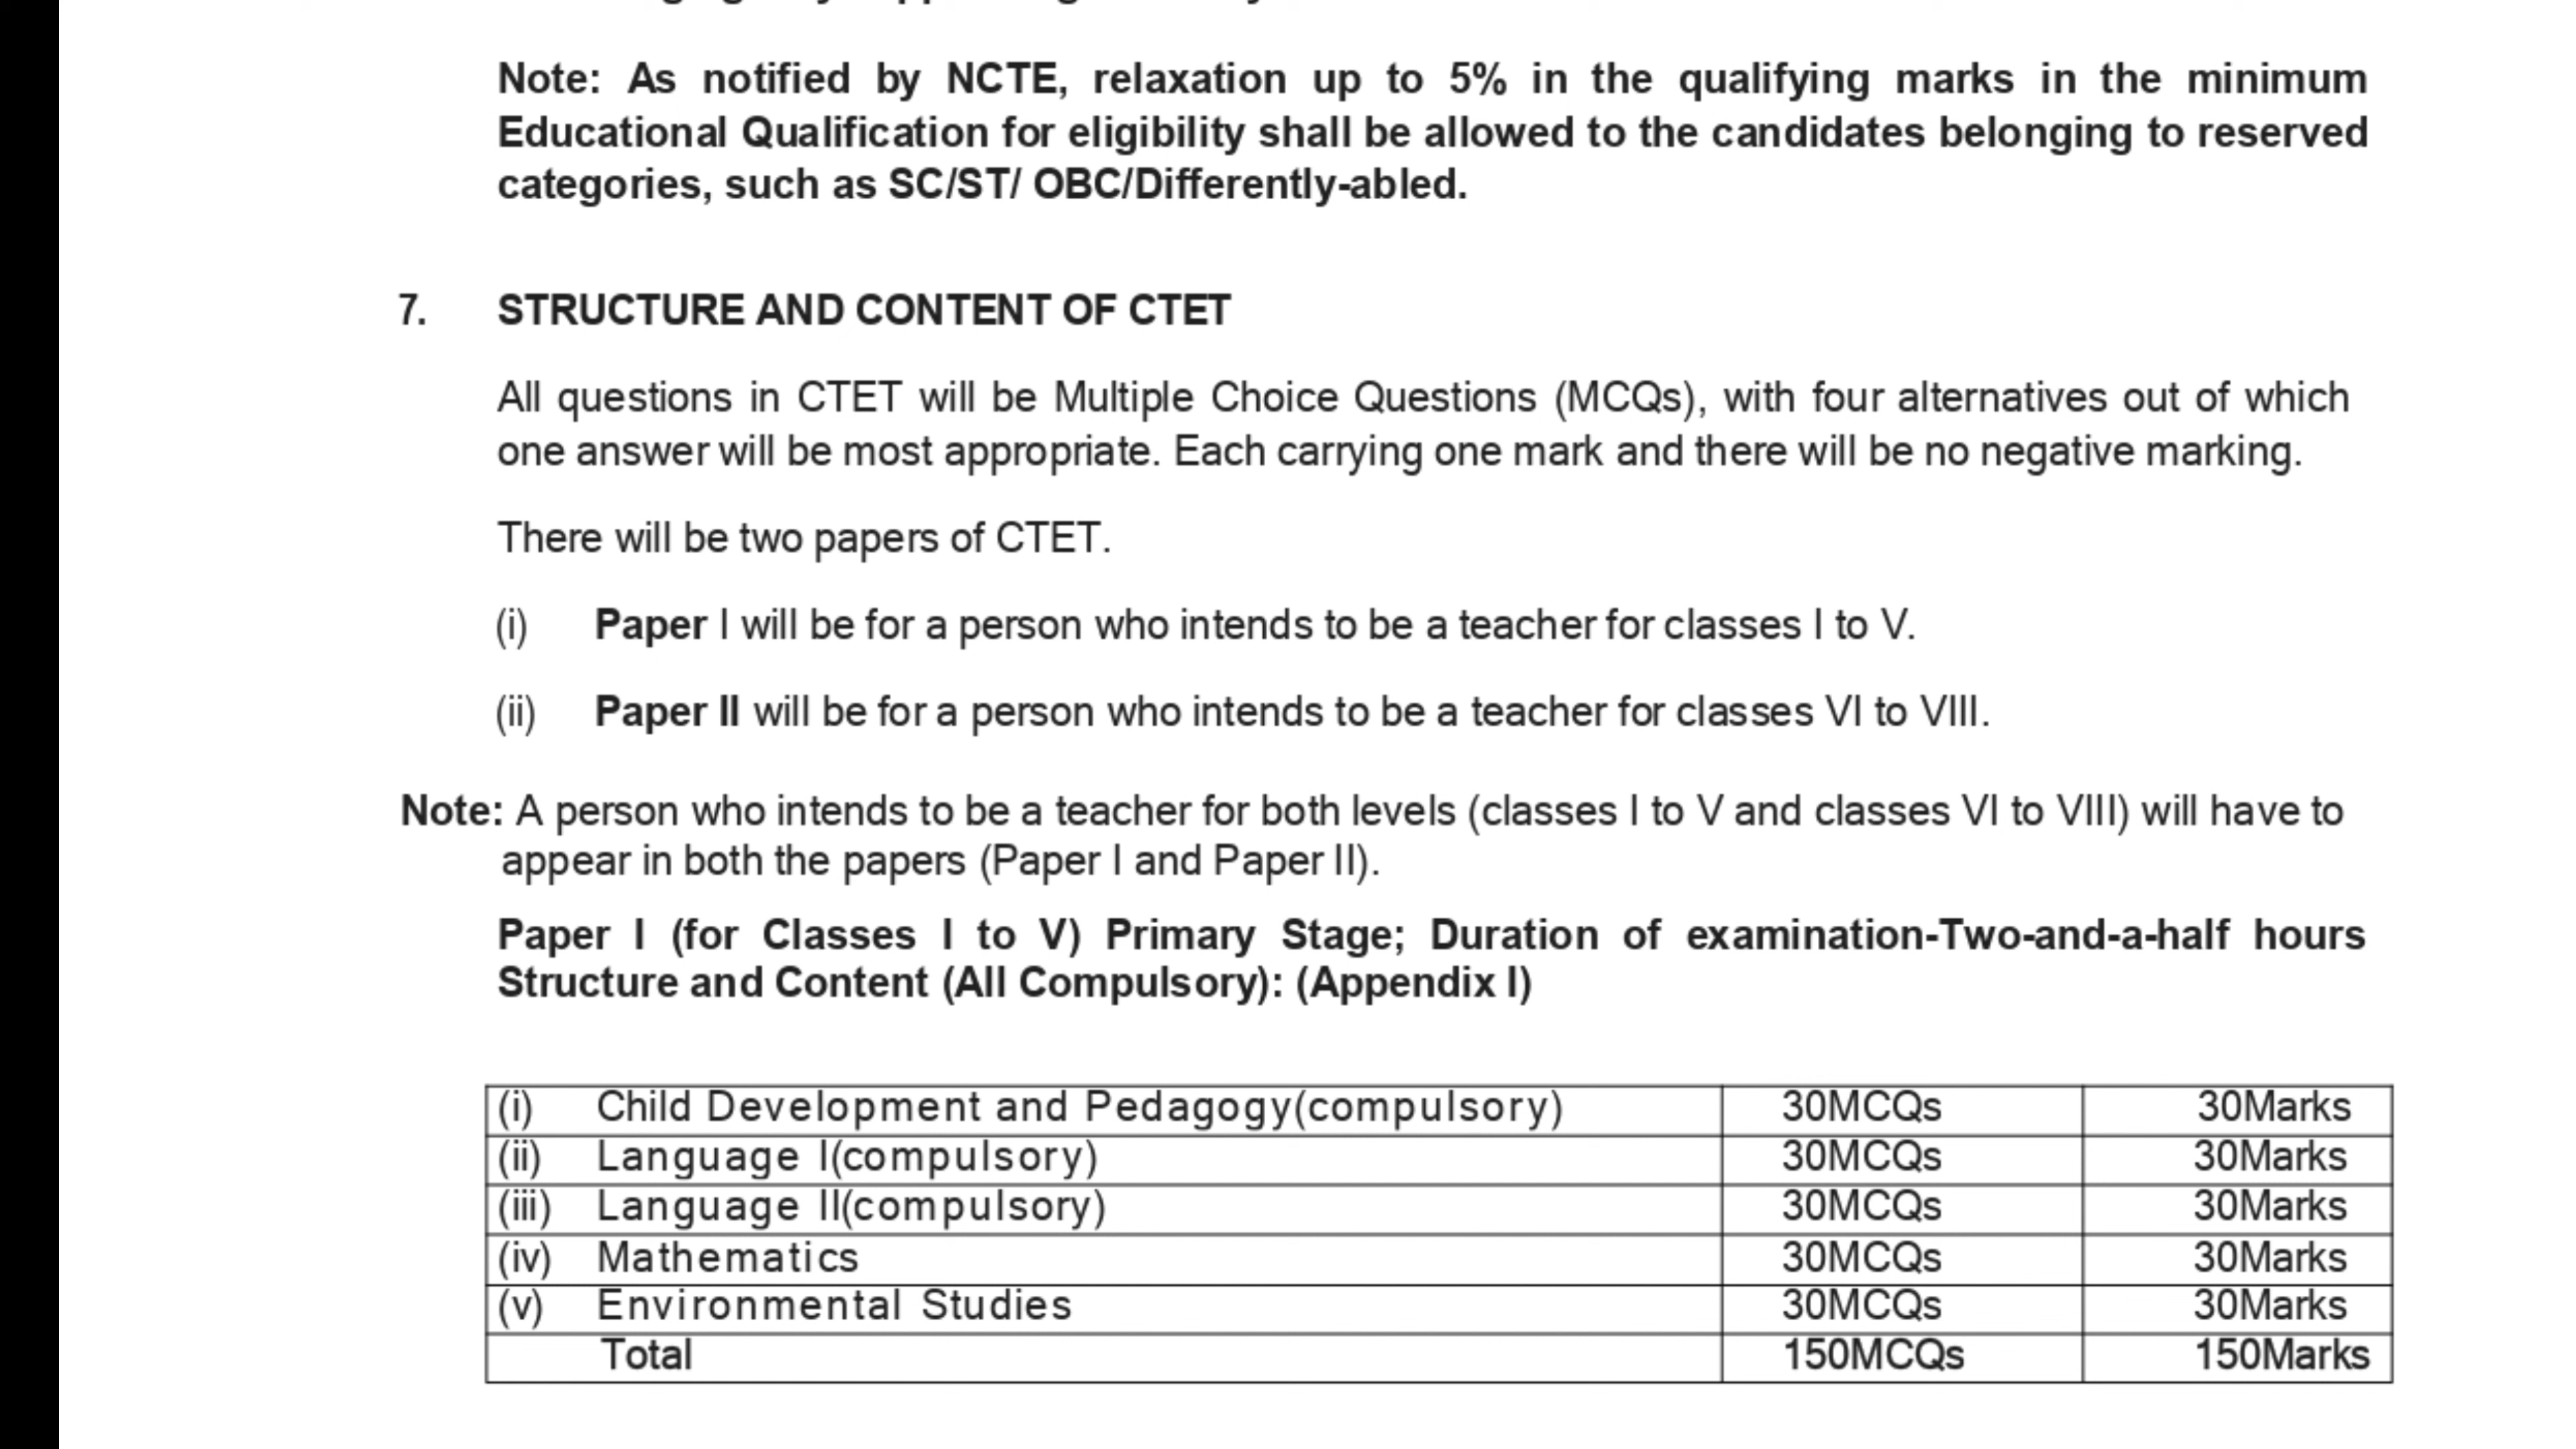 Note: As notified by NCTE, relaxation up to 5% in the qualifying marks in the minimum
Educational Qualification for eligibility shall be allowed to the candidates belonging to reserved
categories, such as SC/ST/ OBC/Differently-abled.
7. STRUCTURE AND CONTENT OF CTET
All questions in CTET will be Multiple Choice Questions (MCQs), with four alternatives out of which
one answer will be most appropriate. Each carrying one mark and there will be no negative marking.
There will be two papers of CTET.
(i) Paper I will be for a person who intends to be a teacher for classes I to V.
(ii) Paper II will be for a person who intends to be a teacher for classes VI to VIII.
Note: A person who intends to be a teacher for both levels (classes I to V and classes VI to VIII) will have to
appear in both the papers (Paper I and Paper II).
Paper I (for Classes I to V) Primary Stage; Duration of examination-Two-and-a-half hours
Structure and Content (All Compulsory): (Appendix I)
(i) Child Development and Pedagogy(compulsory) 30MCQs 30Marks
(ii) Language I(compulsory) 30MCQs 30Marks
(iii) Language II(compulsory) 30MCQs 30Marks
(iv) Mathematics 30MCQs 30Marks
(v) Environmental Studies 30MCQs 30Marks
Total 150MCQs 150Marks